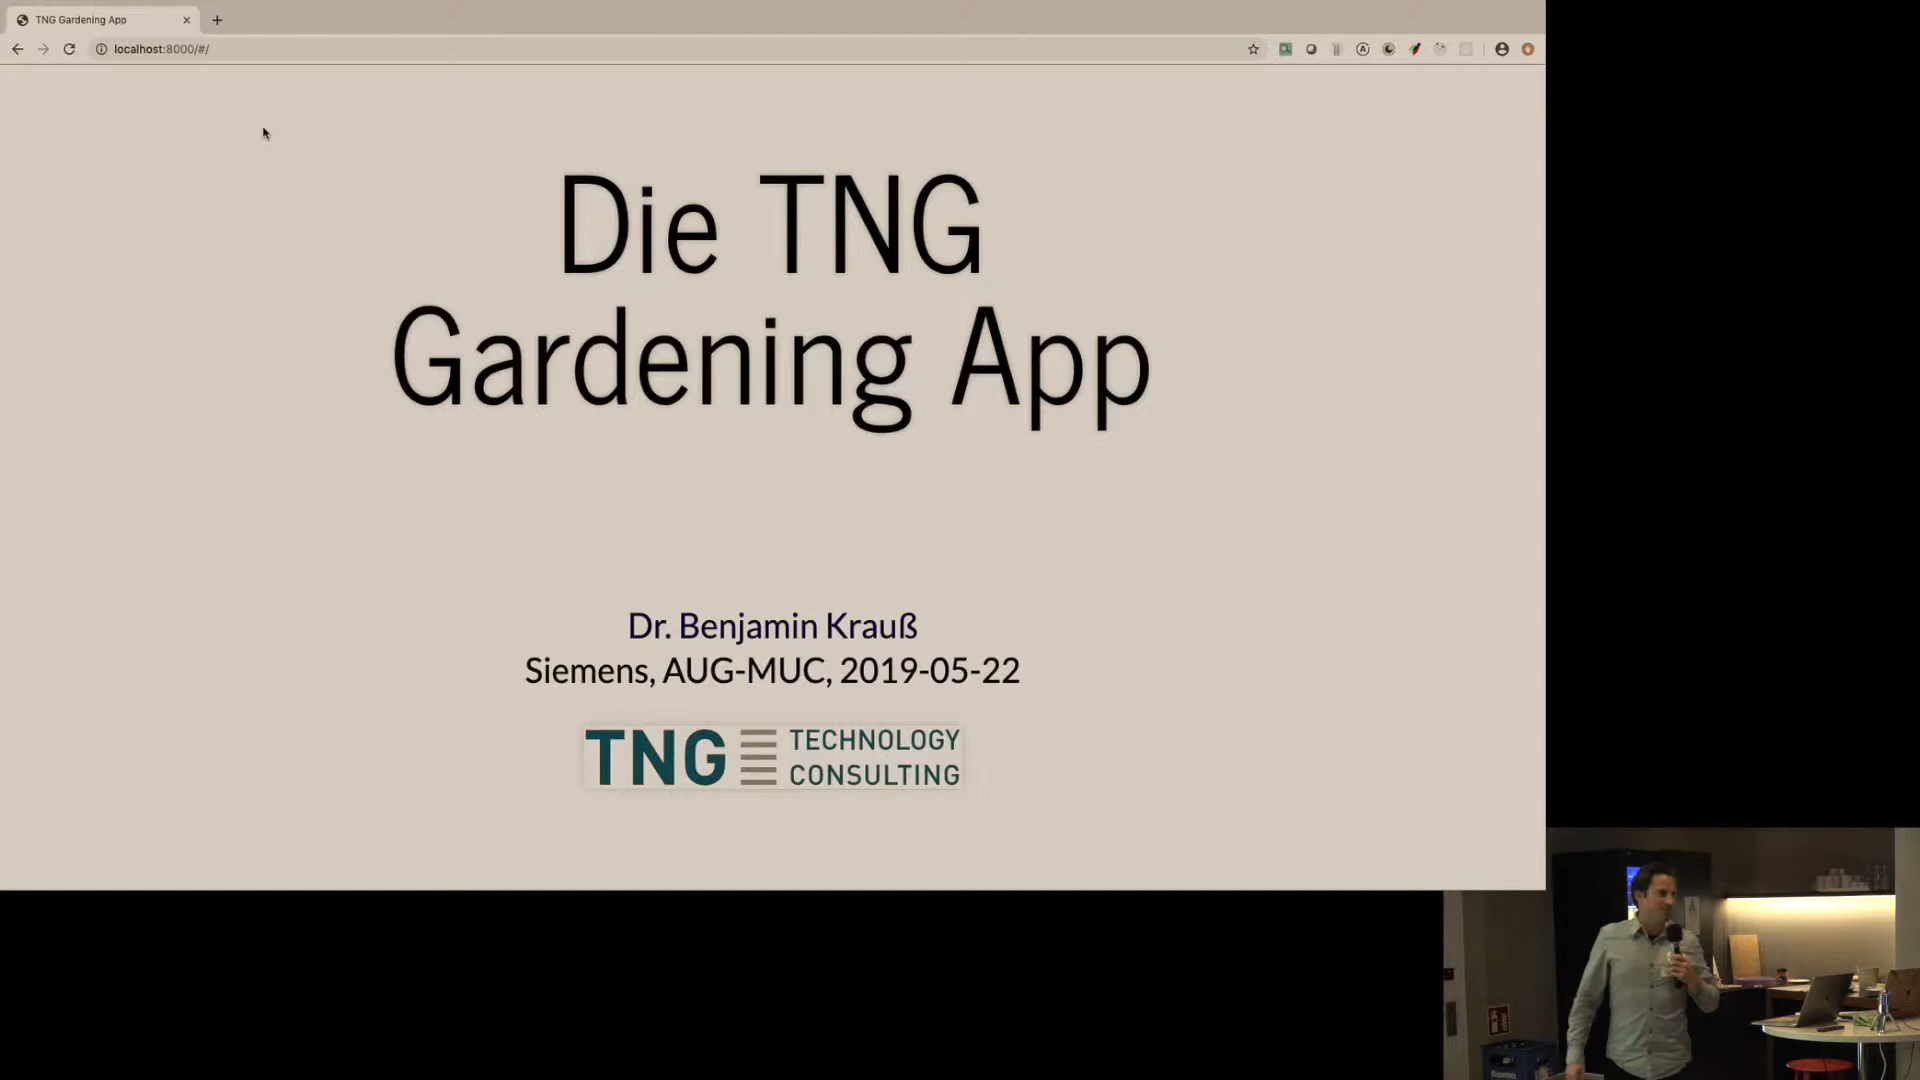 TNG Gardening App
localhost:8000/#/
Die TNG
Gardening App
Dr. Benjamin Krauß
Siemens, AUG-MUC, 2019-05-22
TNG TECHNOLOGY
CONSULTING